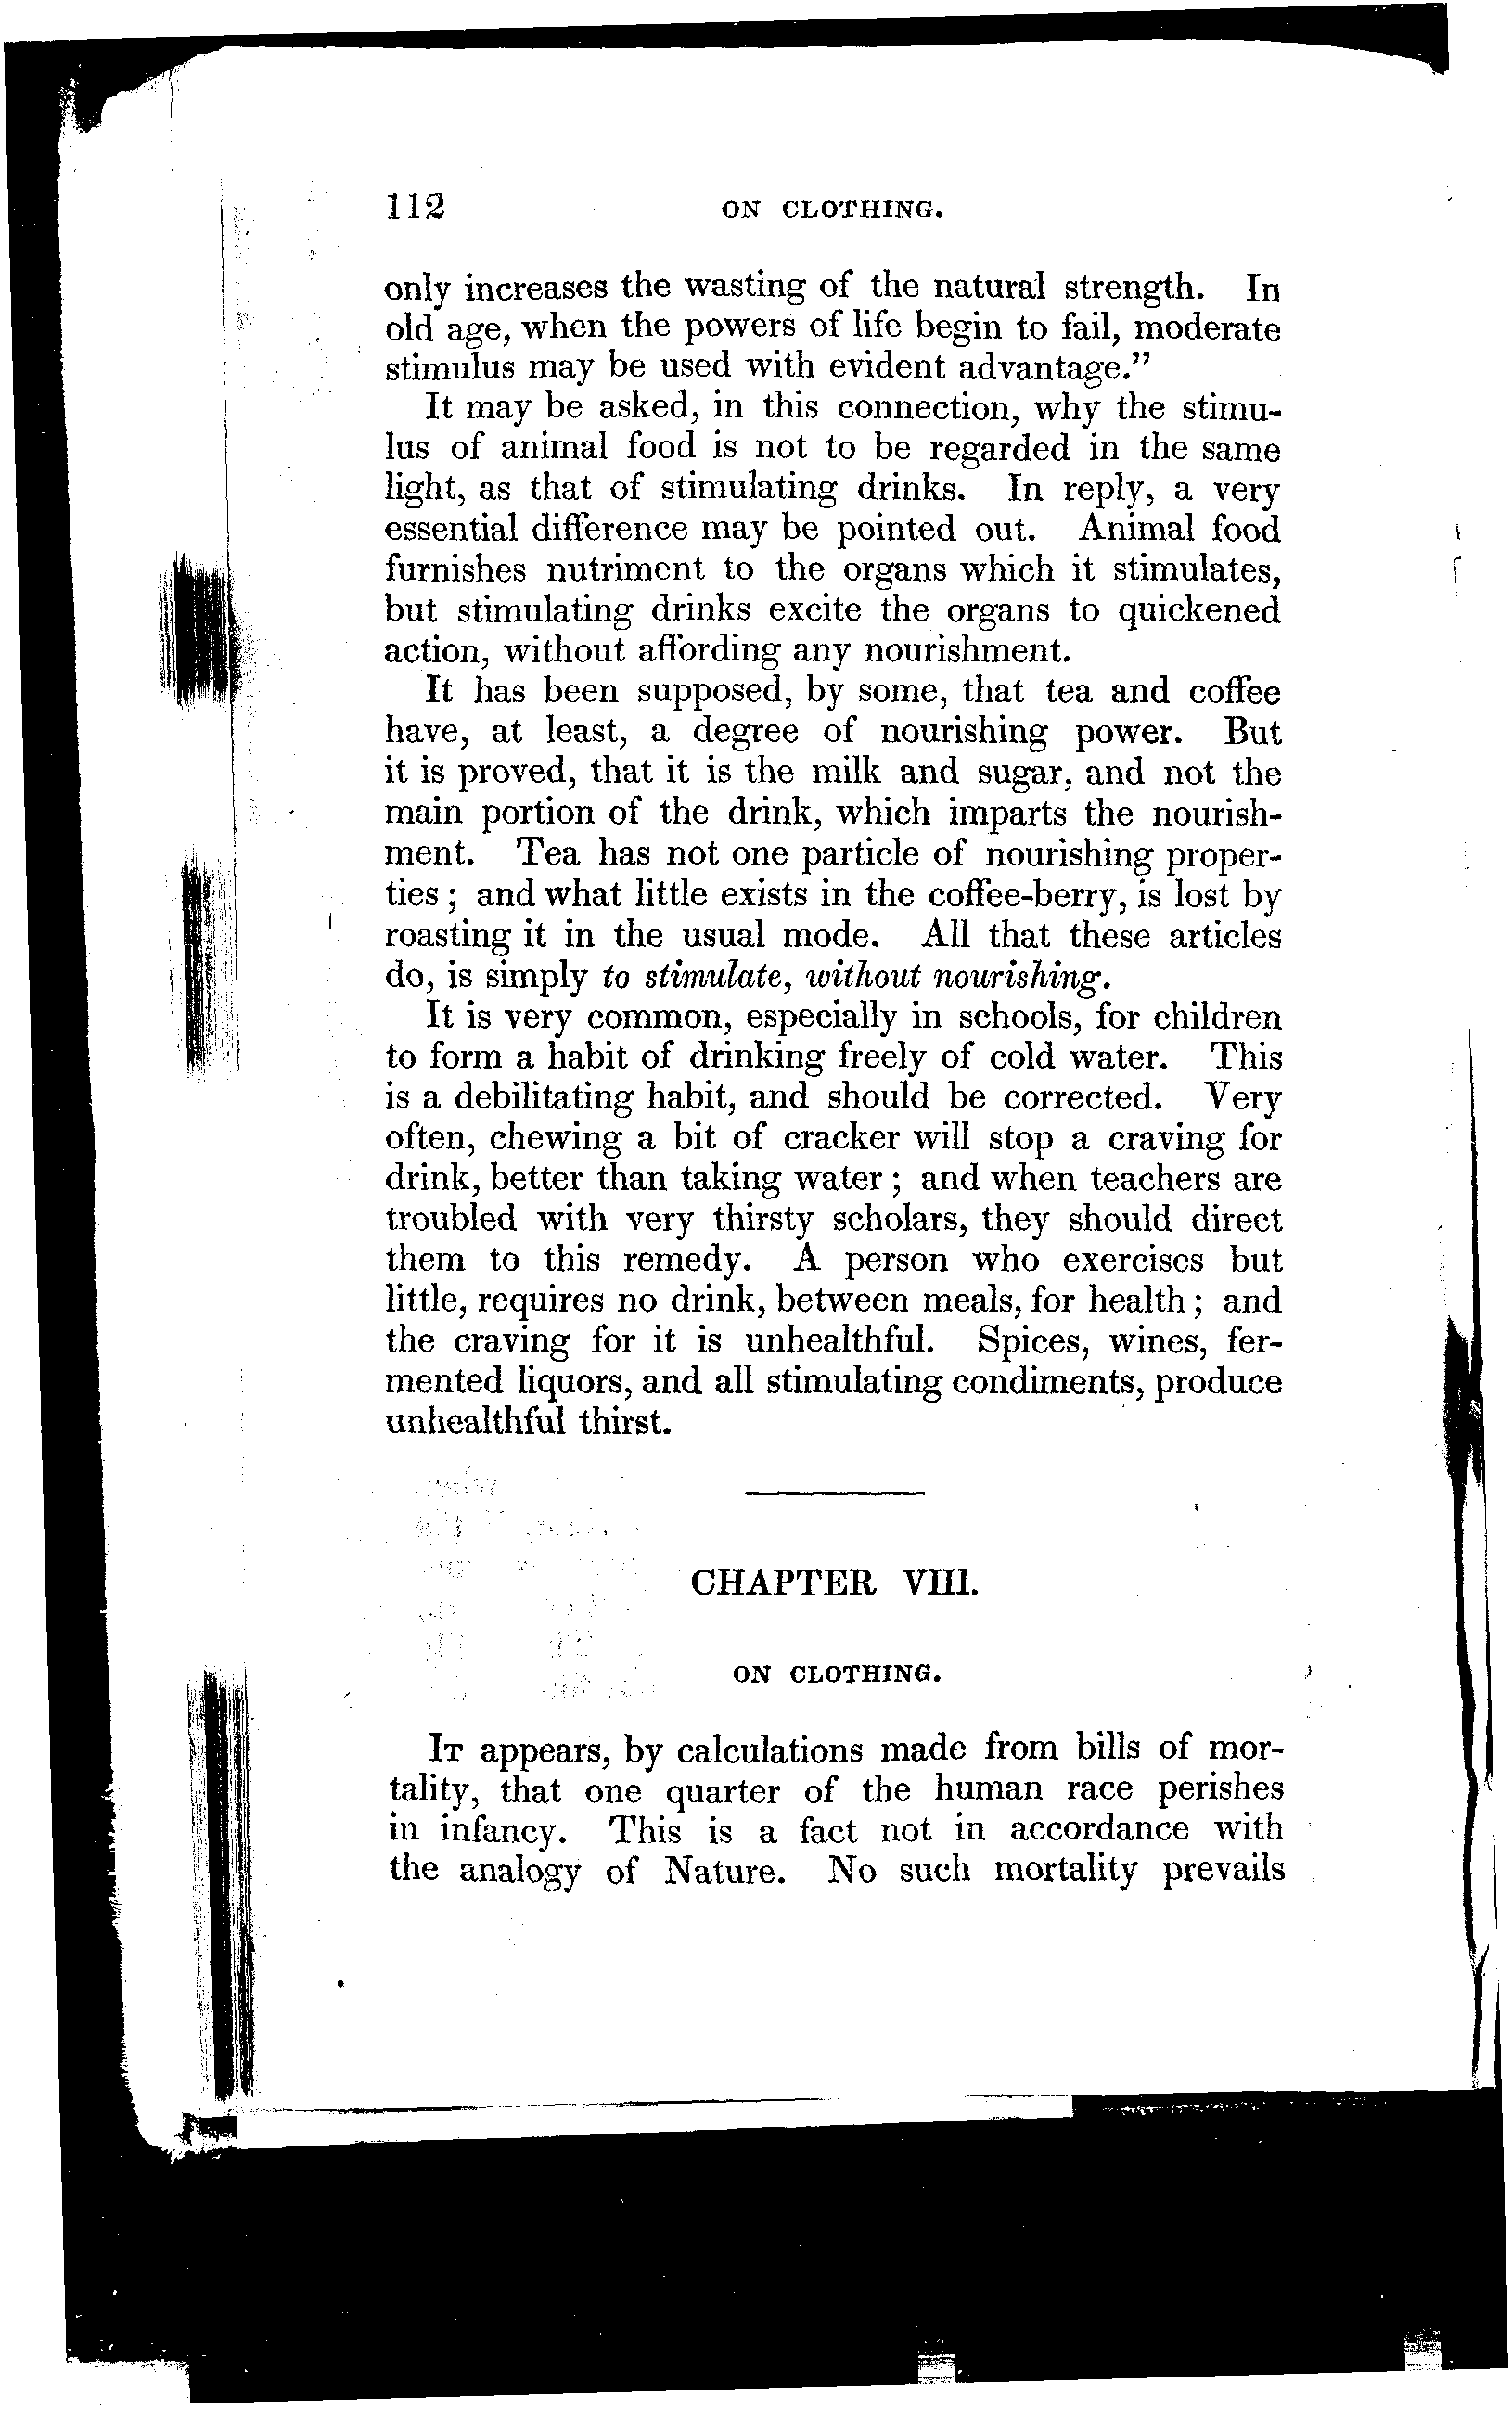 112 ON CLOTHING.
only increases the wasting of the natural strength. In
old age, when the powers of life begin to fail, moderate
stimulus may be used with evident advantage."
It may be asked, in this connection, why the stimu-
lus of animal food is not to be regarded in the same
light, as that of stimulating drinks. In reply, a very
essential difference may be pointed out. Animal food
furnishes nutriment to the organs which it stimulates,
but stimulating drinks excite the organs to quickened
action, without affording any nourishment.
It has been supposed, by some, that tea and coffee
have, at least, a degree of nourishing power. But
it is proved, that it is the milk and sugar, and not the
main portion of the drink, which imparts the nourish-
ment. Tea has not one particle of nourishing proper-
ties; and what little exists in the coffee-berry, is lost by
roasting it in the usual mode. All that these articles
do, is simply to stimulate, without nourishing.
It is very common, especially in schools, for children
to form a habit of drinking freely of cold water. This
is a debilitating habit, and should be corrected. Very
often, chewing a bit of cracker will stop a craving for
drink, better than taking water; and when teachers are
troubled with very thirsty scholars, they should direct
them to this remedy. A person who exercises but
little, requires no drink, between meals, for health; and
the craving for it is unhealthful. Spices, wines, fer-
mented liquors, and all stimulating condiments, produce
unhealthful thirst.
CHAPTER VIII.
ON CLOTHING.
IT appears, by calculations made from bills of mor-
tality, that one quarter of the human race perishes
in infancy. This is a fact not in accordance with
the analogy of Nature. No such mortality prevails